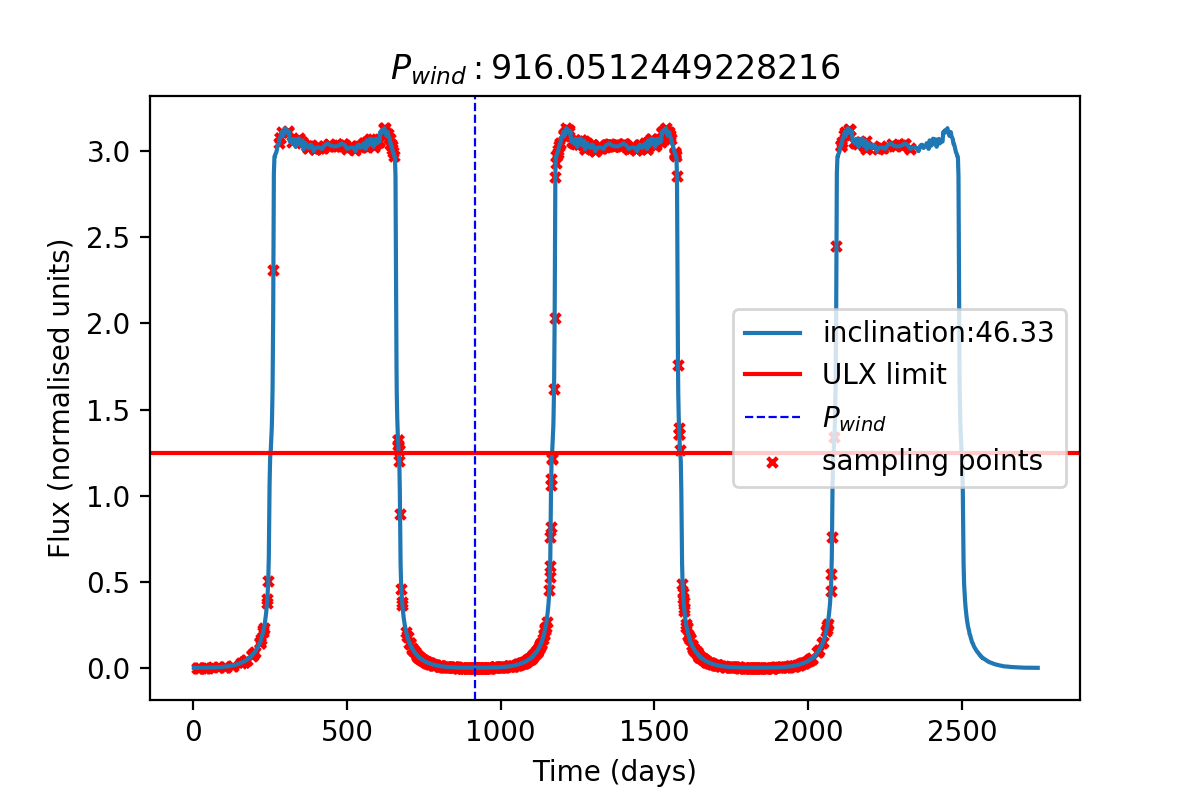 P_wind : 916.0512449228216
3.0
2.5
2.0
1.5
1.0
0.5
0.0
Flux (normalised units)
inclination:46.33
ULX limit
P_wind
sampling points
0 500 1000 1500 2000 2500
Time (days)